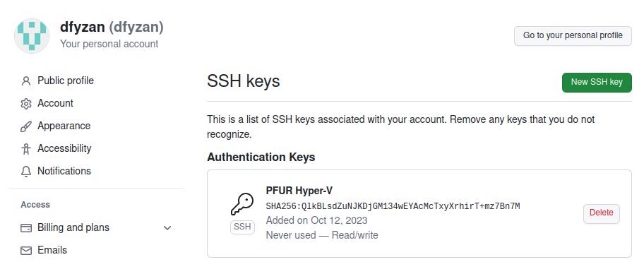 dfyzan (dfyzan)
Your personal account
Go to your personal profile
Public profile
Account
Appearance
Accessibility
Notifications
Access
Billing and plans
Emails
SSH keys
New SSH key
This is a list of SSH keys associated with your account. Remove any keys that you do not
recognize.
Authentication Keys
PFUR Hyper-V
SHA256:QlkBLsdZuNJKDjGM134wEYAcMcTxyXrhirT+mz7Bn7M
Added on Oct 12, 2023
Never used — Read/write
SSH
Delete